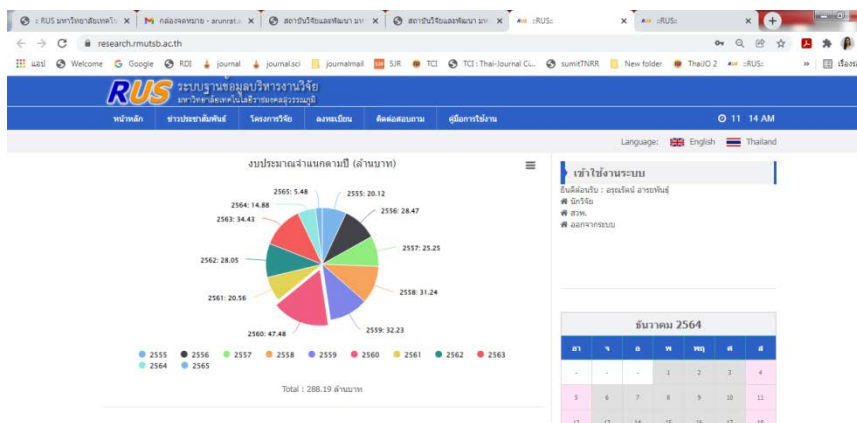 :: RUS มหาวิทยาลัยเทคโน
กล่องจดหมาย - arunrat.a
สถาบันวิจัยและพัฒนา มท
สถาบันวิจัยและพัฒนา มท
::RUS::
::RUS::
research.rmutsb.ac.th
แอป
Welcome
Google
RDI
journal
journal.sci
journalmail
SJR
TCI
TCI : Thai-Journal Ci...
sumitTNRR
New folder
ThaiJO 2
::RUS::
»
RUS ระบบฐานข้อมูลบริหารงานวิจัย
มหาวิทยาลัยเทคโนโลยีราชมงคลสุวรรณภูมิ
หน้าหลัก
ข่าวประชาสัมพันธ์
โครงการวิจัย
ลงทะเบียน
ติดต่อสอบถาม
คู่มือการใช้งาน
11 14 AM
Language: English Thailand
งบประมาณจำแนกตามปี (ล้านบาท)
2565: 5.48
2555: 20.12
2564: 14.88
2556: 28.47
2563: 34.43
2557: 25.25
2562: 28.05
2558: 31.24
2561: 20.56
2559: 32.23
2560: 47.48
2555 2556 2557 2558 2559 2560 2561 2562 2563
2564 2565
Total : 288.19 ล้านบาท
เข้าใช้งานระบบ
ยินดีต้อนรับ : อรุณรัตน์ อารยพันธุ์
นักวิจัย
สวพ.
ออกจากระบบ
ธันวาคม 2564
อา จ อ พ พฤ ศ ส
- - - 1 2 3 4
5 6 7 8 9 10 11
12 13 14 15 16 17 18